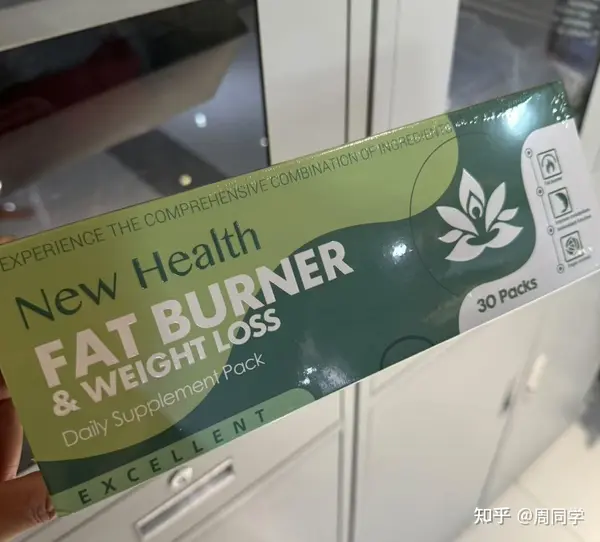 EXPERIENCE THE COMPREHENSIVE COMBINATION OF INGREDIENTS
New Health
FAT BURNER
& WEIGHT LOSS
Daily Supplement Pack
EXCELLENT
30 Packs
知乎 @周同学